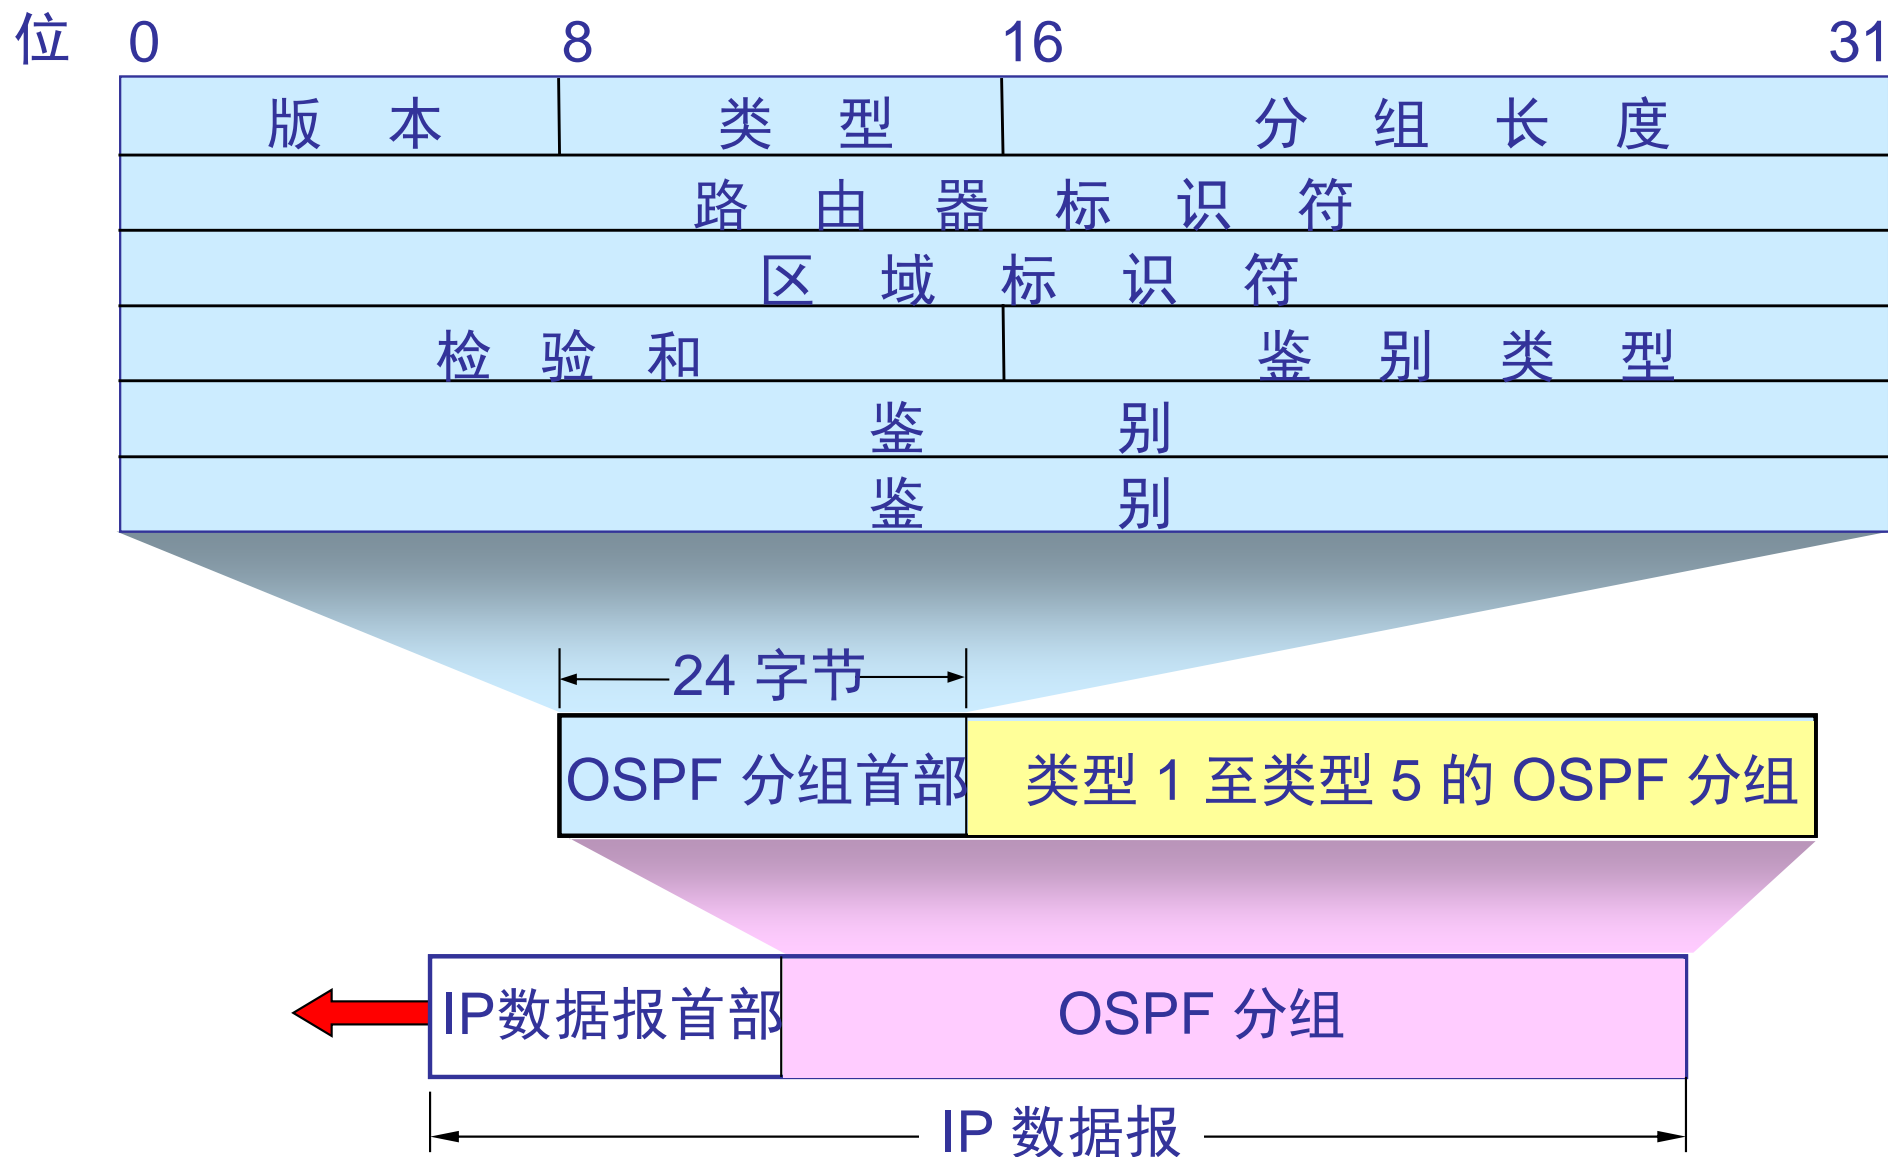 位 0 8 16 31
版 本 类 型 分 组 长 度
路 由 器 标 识 符
区 域 标 识 符
检 验 和 鉴 别 类 型
鉴 别
鉴 别
24 字节
OSPF 分组首部 类型 1 至类型 5 的 OSPF 分组
IP数据报首部 OSPF 分组
IP 数据报